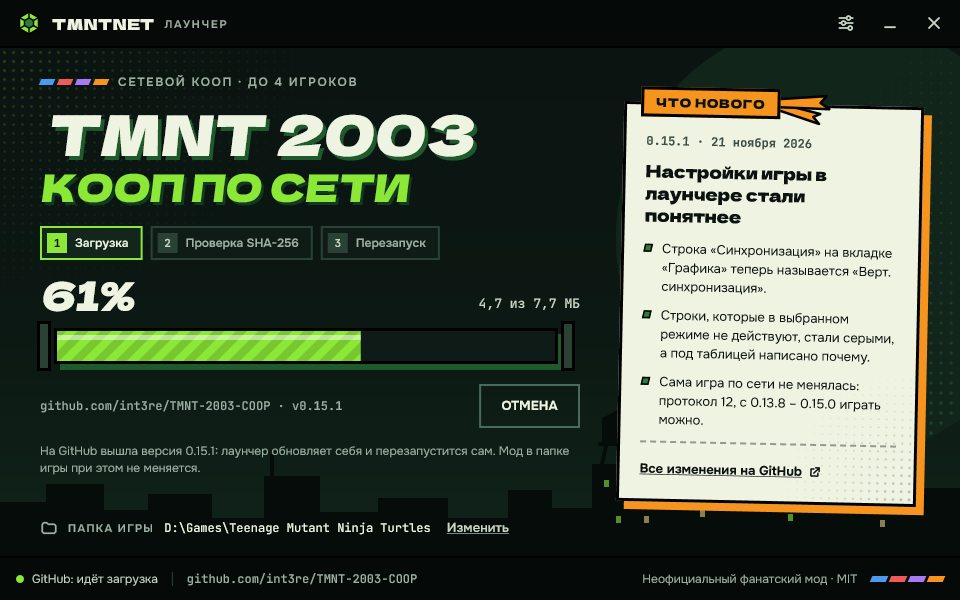 TMNTNET ЛАУНЧЕР
СЕТЕВОЙ КООП · ДО 4 ИГРОКОВ
TMNT 2003
КООП ПО СЕТИ
1 Загрузка
2 Проверка SHA-256
3 Перезапуск
61%
4,7 из 7,7 МБ
github.com/int3re/TMNT-2003-COOP · v0.15.1
ОТМЕНА
На GitHub вышла версия 0.15.1: лаунчер обновляет себя и перезапустится сам. Мод в папке
игры при этом не меняется.
ПАПКА ИГРЫ D:\Games\Teenage Mutant Ninja Turtles Изменить
ЧТО НОВОГО
0.15.1 · 21 ноября 2026
Настройки игры в
лаунчере стали
понятнее
Строка «Синхронизация» на вкладке
«Графика» теперь называется «Верт.
синхронизация».
Строки, которые в выбранном
режиме не действуют, стали серыми,
а под таблицей написано почему.
Сама игра по сети не менялась:
протокол 12, с 0.13.8 – 0.15.0 играть
можно.
Все изменения на GitHub
GitHub: идёт загрузка
github.com/int3re/TMNT-2003-COOP
Неофициальный фанатский мод · MIT